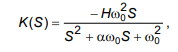 K(S) = −Hω₀²S / (S² + αω₀S + ω₀²) ,